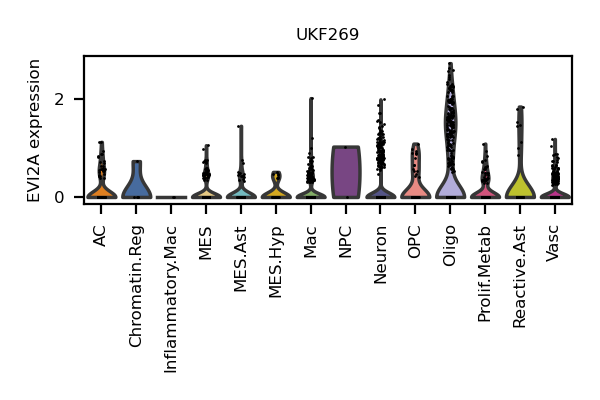 UKF269
EVI2A expression
2
0
AC
Chromatin.Reg
Inflammatory.Mac
MES
MES.Ast
MES.Hyp
Mac
NPC
Neuron
OPC
Oligo
Prolif.Metab
Reactive.Ast
Vasc